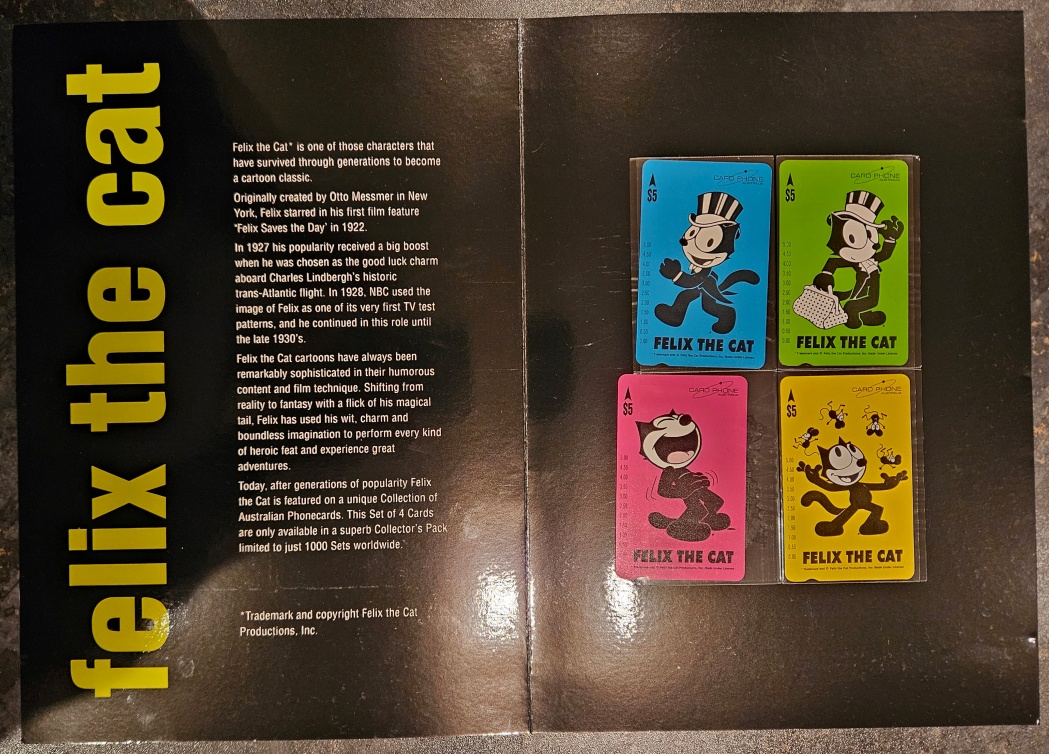 felix the cat
Felix the Cat* is one of those characters that
have survived through generations to become
a cartoon classic.
Originally created by Otto Messmer in New
York, Felix starred in his first film feature
'Felix Saves the Day' in 1922.
In 1927 his popularity received a big boost
when he was chosen as the good luck charm
aboard Charles Lindbergh's historic
trans-Atlantic flight. In 1928, NBC used the
image of Felix as one of its very first TV test
patterns, and he continued in this role until
the late 1930's.
Felix the Cat cartoons have always been
remarkably sophisticated in their humorous
content and film technique. Shifting from
reality to fantasy with a flick of his magical
tail, Felix has used his wit, charm and
boundless imagination to perform every kind
of heroic feat and experience great
adventures.
Today, after generations of popularity Felix
the Cat is featured on a unique Collection of
Australian Phonecards. This Set of 4 Cards
are only available in a superb Collector's Pack
limited to just 1000 Sets worldwide.
*Trademark and copyright Felix the Cat
Productions, Inc.
CARD PHONE
AUSTRALIA
$5
FELIX THE CAT
CARD PHONE
AUSTRALIA
$5
FELIX THE CAT
CARD PHONE
AUSTRALIA
$5
FELIX THE CAT
CARD PHONE
AUSTRALIA
$5
FELIX THE CAT